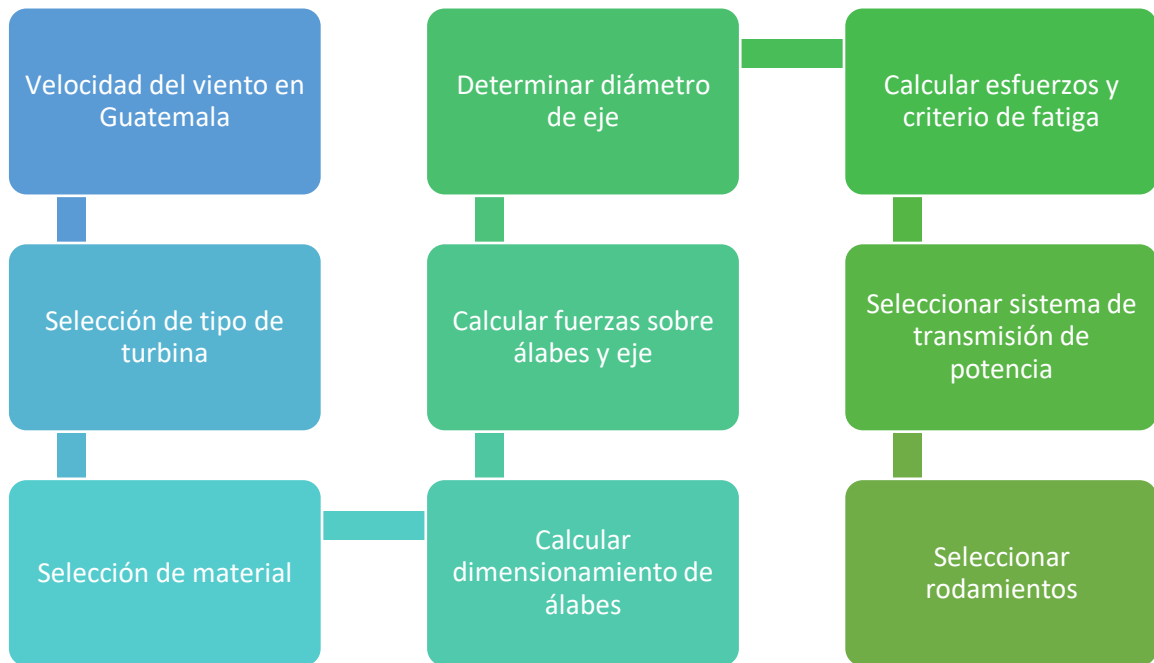 Velocidad del viento en
Guatemala
Selección de tipo de
turbina
Selección de material
Calcular
dimensionamiento de
álabes
Calcular fuerzas sobre
álabes y eje
Determinar diámetro
de eje
Calcular esfuerzos y
criterio de fatiga
Seleccionar sistema de
transmisión de
potencia
Seleccionar
rodamientos